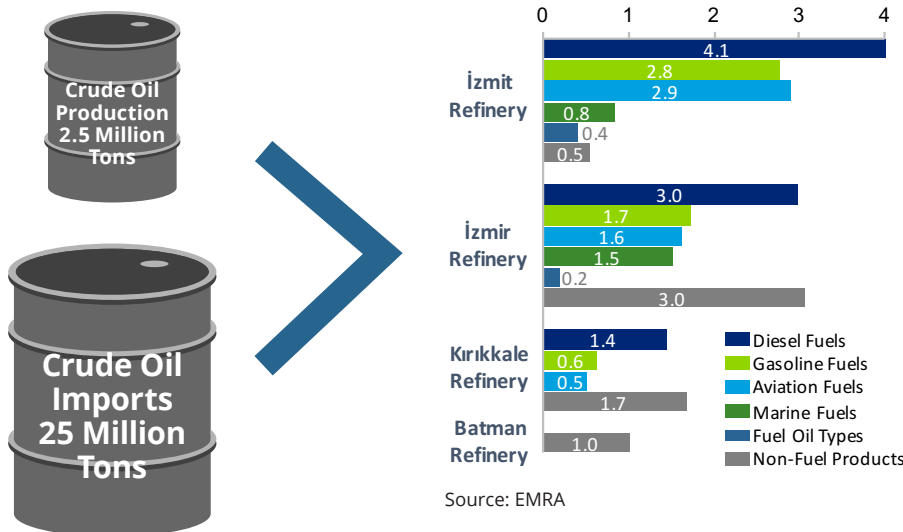 Crude Oil
Production
2.5 Million
Tons
Crude Oil
Imports
25 Million
Tons
0 1 2 3 4
İzmit
Refinery
4.1
2.8
2.9
0.8
0.4
0.5
İzmir
Refinery
3.0
1.7
1.6
1.5
0.2
3.0
Kırıkkale
Refinery
1.4
0.6
0.5
1.7
Batman
Refinery
1.0
Diesel Fuels
Gasoline Fuels
Aviation Fuels
Marine Fuels
Fuel Oil Types
Non-Fuel Products
Source: EMRA